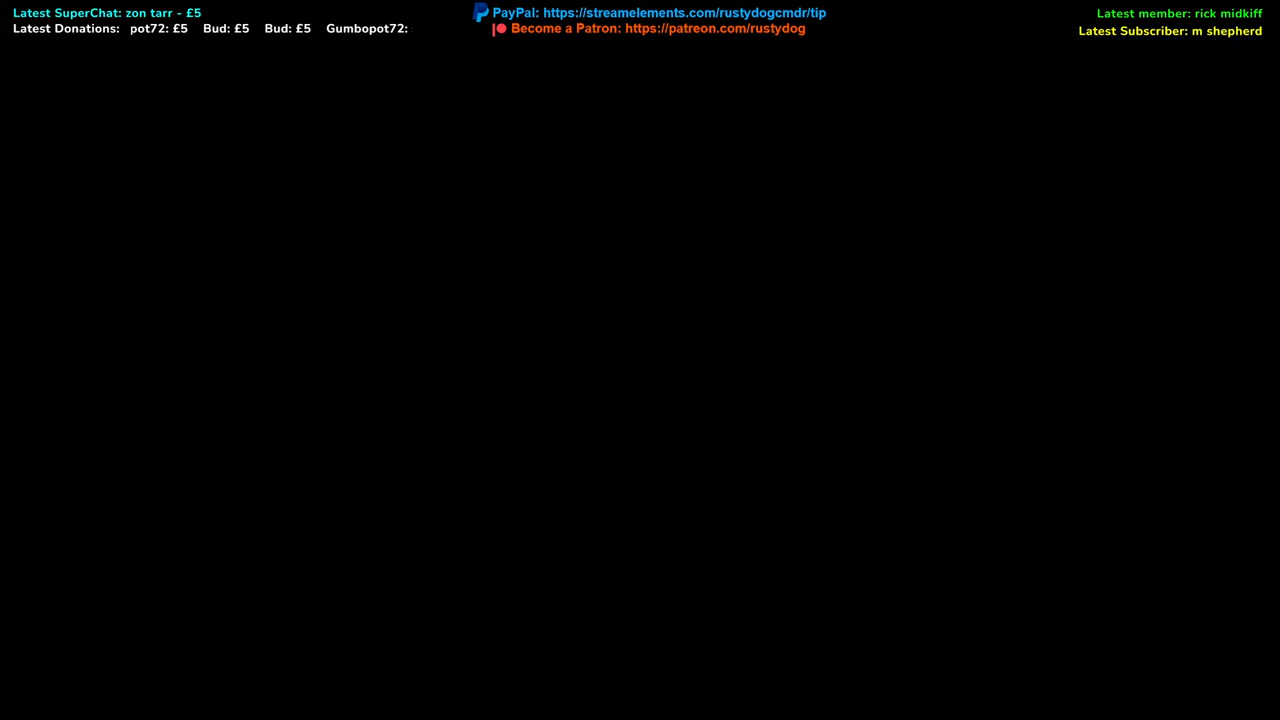 Latest SuperChat: zon tarr - £5
Latest Donations: pot72: £5 Bud: £5 Bud: £5 Gumbopot72:
PayPal: https://streamelements.com/rustydogcmdr/tip
Become a Patron: https://patreon.com/rustydog
Latest member: rick midkiff
Latest Subscriber: m shepherd